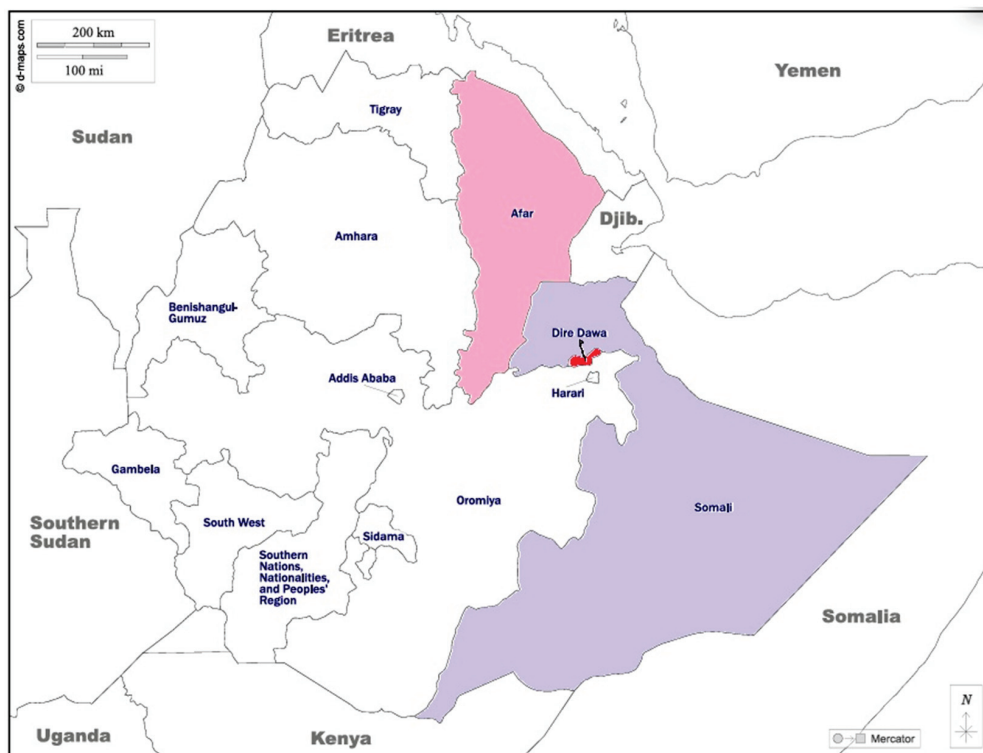 © d-maps.com
200 km
100 mi
Eritrea
Yemen
Tigray
Sudan
Afar
Djib.
Amhara
Benishangul-
Gumuz
Dire Dawa
Addis Ababa
Harari
Gambela
Oromiya
Somali
South West
Sidama
Southern
Sudan
Southern
Nations,
Nationalities,
and Peoples'
Region
Somalia
N
Uganda
Kenya
Mercator